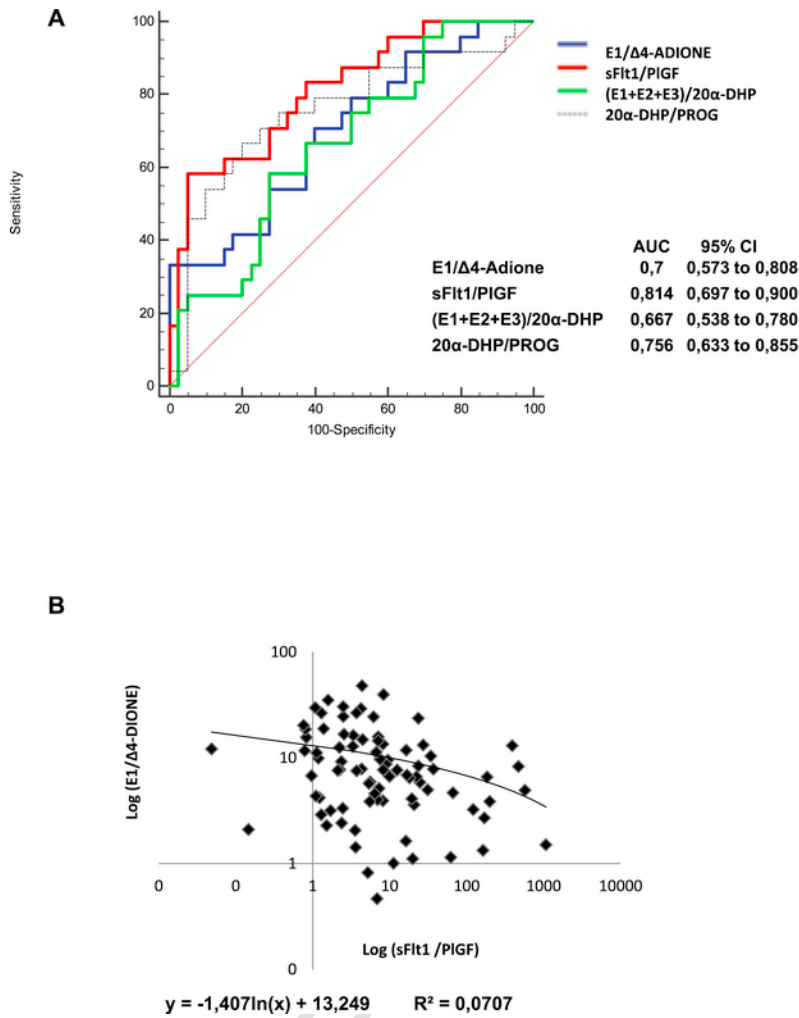 A
Sensitivity
100
80
60
40
20
0
0 20 40 60 80 100
100-Specificity
E1/Δ4-ADIONE
sFlt1/PlGF
(E1+E2+E3)/20α-DHP
20α-DHP/PROG
AUC 95% CI
E1/Δ4-Adione 0,7 0,573 to 0,808
sFlt1/PlGF 0,814 0,697 to 0,900
(E1+E2+E3)/20α-DHP 0,667 0,538 to 0,780
20α-DHP/PROG 0,756 0,633 to 0,855
B
Log (E1/Δ4-DIONE)
100
10
1
0
0 0 1 10 100 1000 10000
Log (sFlt1 /PlGF)
y = -1,407ln(x) + 13,249 R² = 0,0707